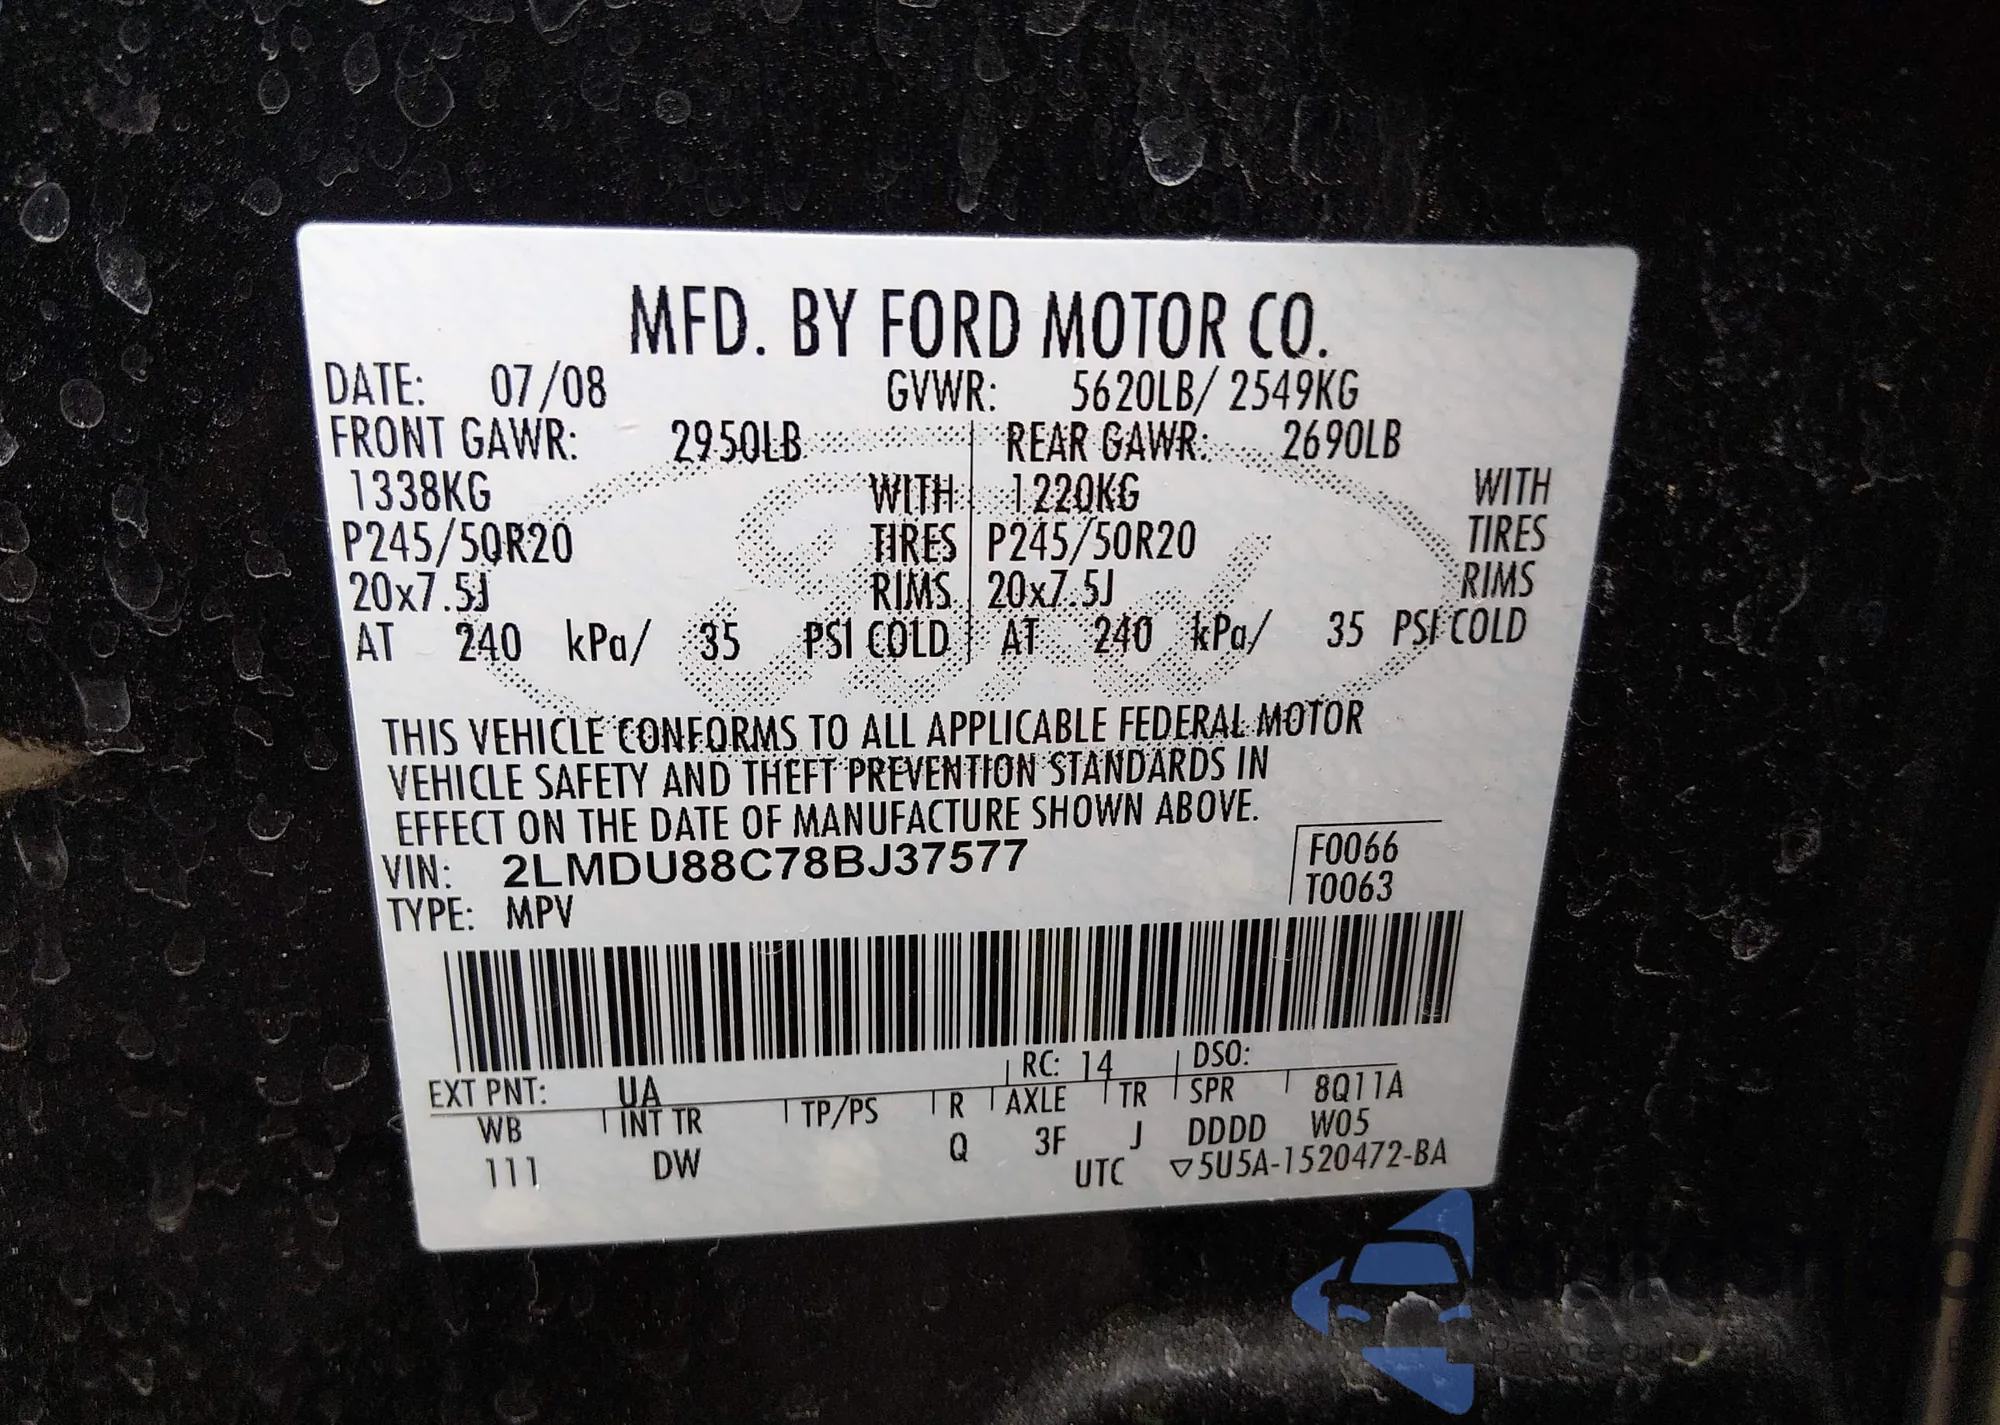 MFD. BY FORD MOTOR CO.
DATE: 07/08 GVWR: 5620LB/ 2549KG
FRONT GAWR: 2950LB REAR GAWR: 2690LB
1338KG WITH 1220KG WITH
P245/50R20 TIRES P245/50R20 TIRES
20x7.5J RIMS 20x7.5J RIMS
AT 240 kPa/ 35 PSI COLD AT 240 kPa/ 35 PSI COLD
THIS VEHICLE CONFORMS TO ALL APPLICABLE FEDERAL MOTOR
VEHICLE SAFETY AND THEFT PREVENTION STANDARDS IN
EFFECT ON THE DATE OF MANUFACTURE SHOWN ABOVE.
VIN: 2LMDU88C78BJ37577 F0066
TYPE: MPV T0063
EXT PNT: UA RC: 14 DSO:
WB INT TR TP/PS R AXLE TR SPR 8Q11A
111 DW Q 3F J DDDD W05
UTC ▽5U5A-1520472-BA